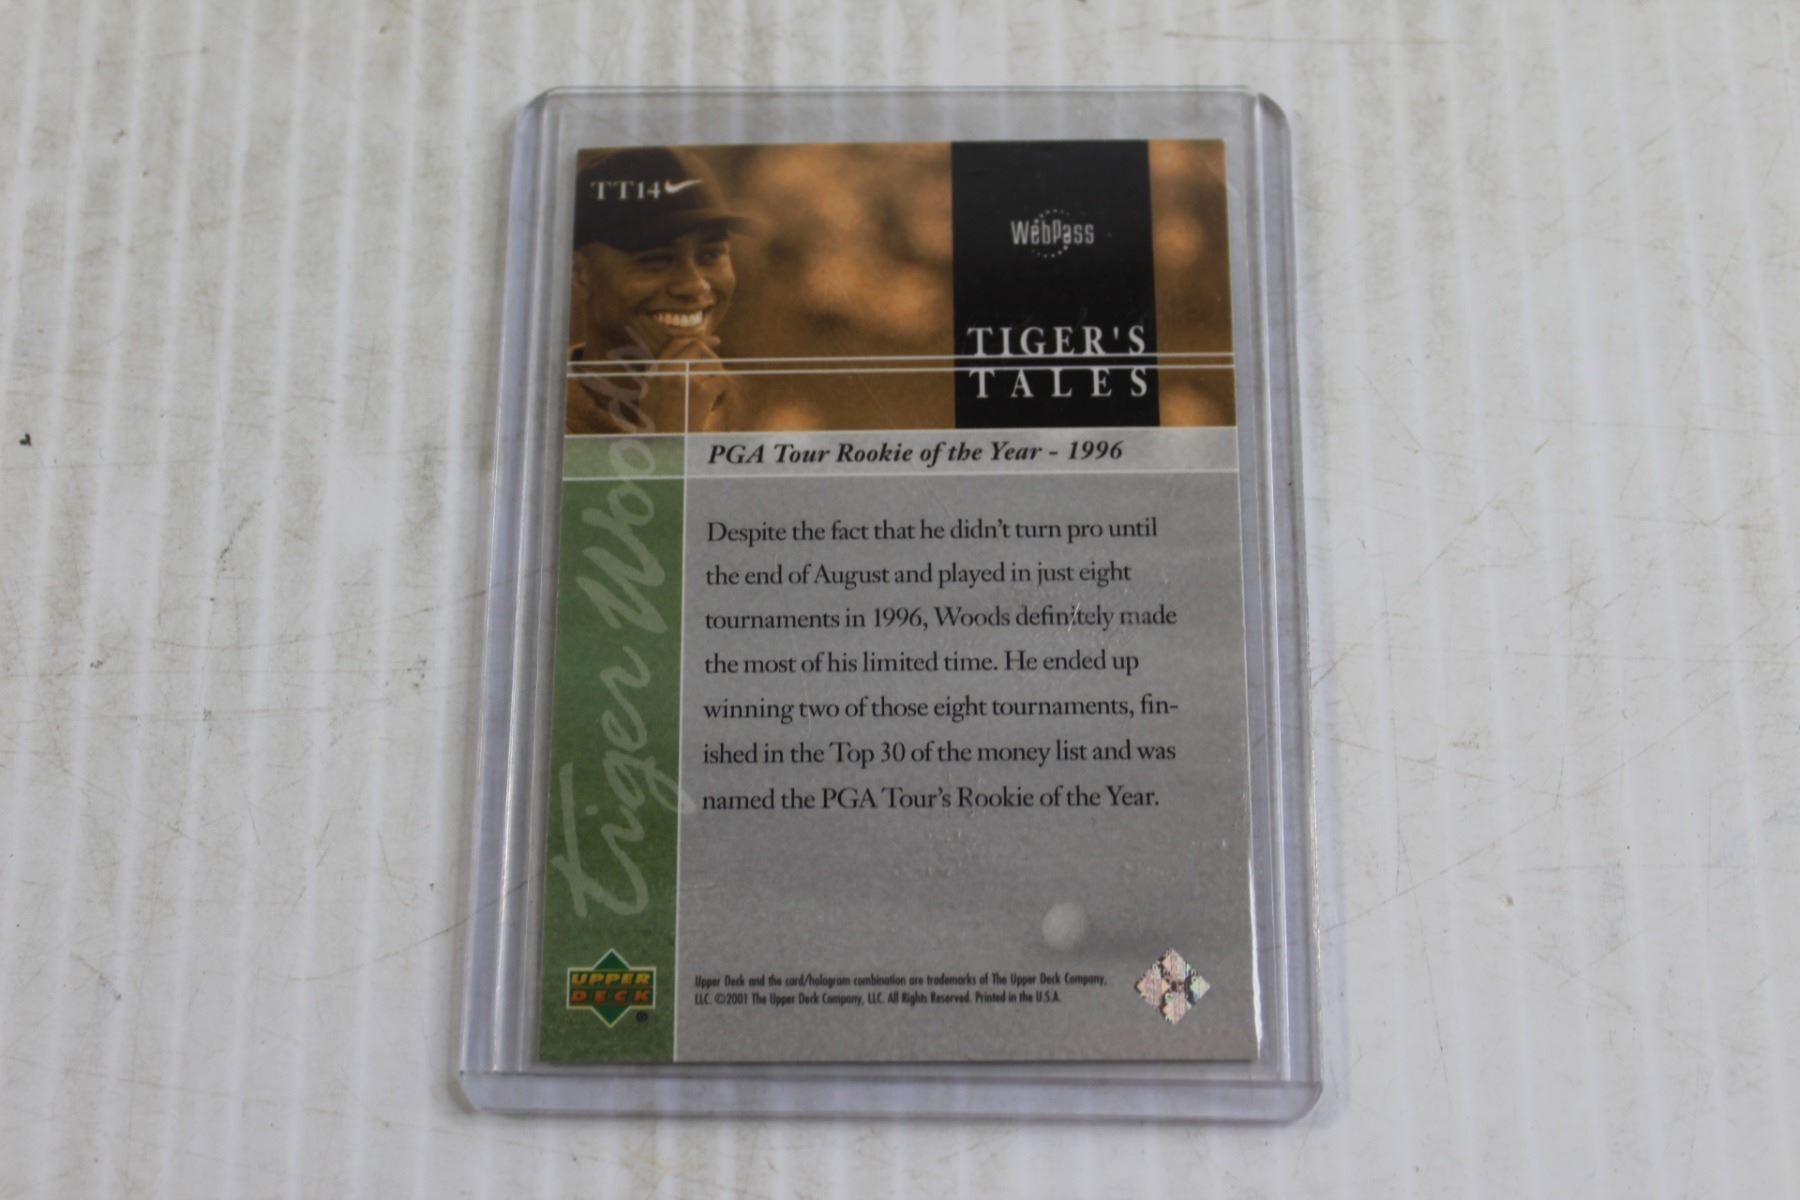 TT14
WebPass
TIGER'S
TALES
PGA Tour Rookie of the Year - 1996
Despite the fact that he didn't turn pro until
the end of August and played in just eight
tournaments in 1996, Woods definitely made
the most of his limited time. He ended up
winning two of those eight tournaments, fin-
ished in the Top 30 of the money list and was
named the PGA Tour's Rookie of the Year.
Tiger Woods
UPPER
DECK
®
Upper Deck and the card/hologram combination are trademarks of The Upper Deck Company,
LLC. ©2001 The Upper Deck Company, LLC. All Rights Reserved. Printed in the U.S.A.